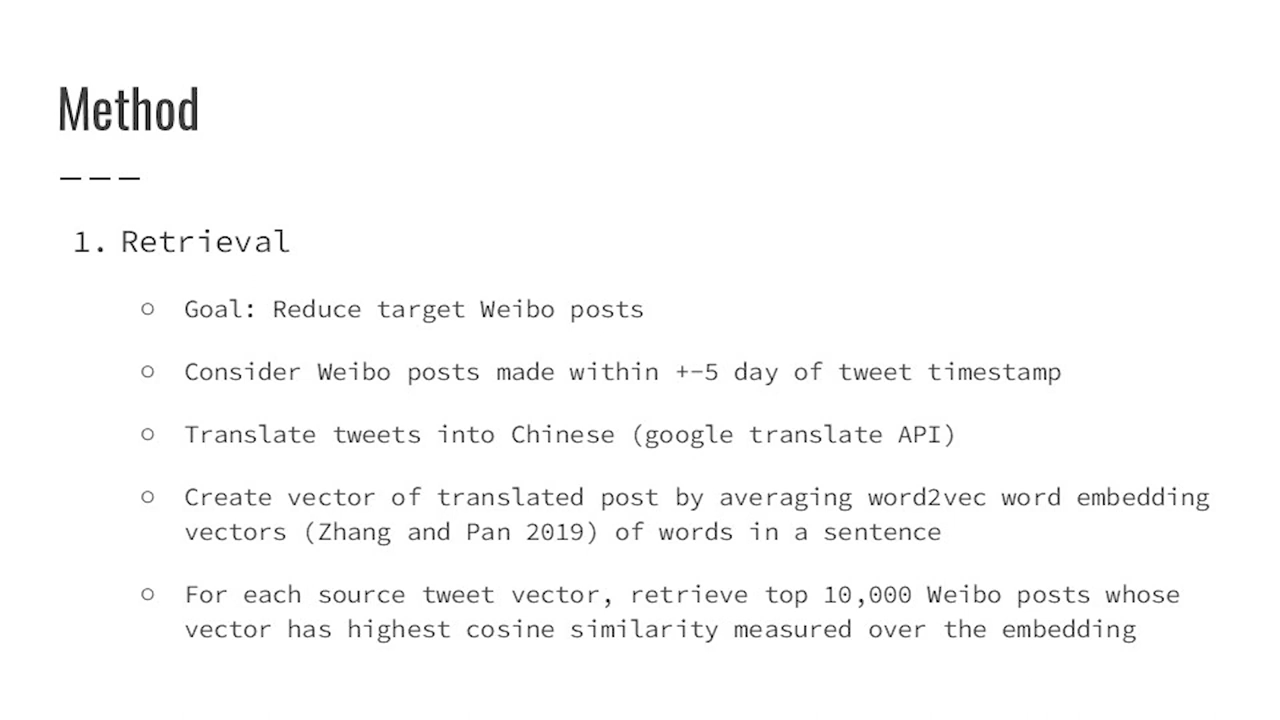 Method
1. Retrieval
○ Goal: Reduce target Weibo posts
○ Consider Weibo posts made within +-5 day of tweet timestamp
○ Translate tweets into Chinese (google translate API)
○ Create vector of translated post by averaging word2vec word embedding
vectors (Zhang and Pan 2019) of words in a sentence
○ For each source tweet vector, retrieve top 10,000 Weibo posts whose
vector has highest cosine similarity measured over the embedding